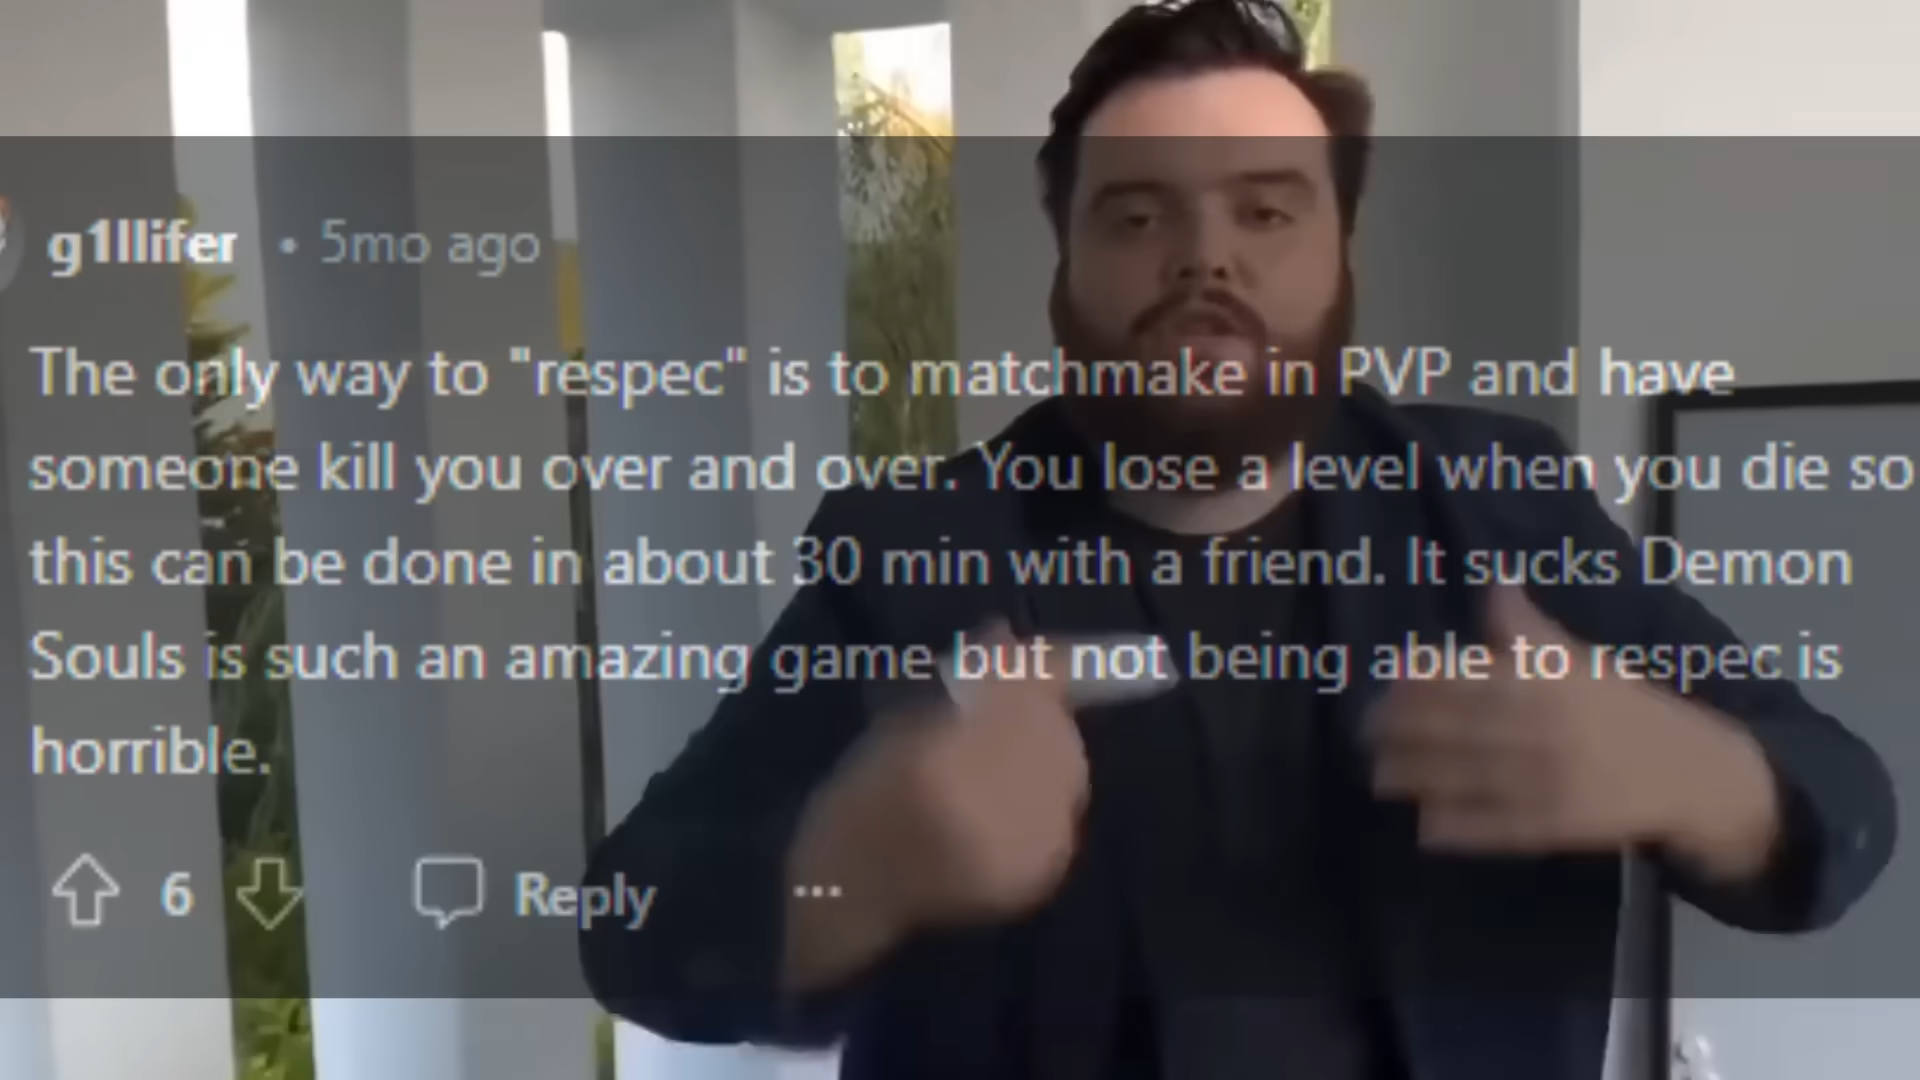 g1llifer • 5mo ago
The only way to "respec" is to matchmake in PVP and have
someone kill you over and over. You lose a level when you die so
this can be done in about 30 min with a friend. It sucks Demon
Souls is such an amazing game but not being able to respec is
horrible.
6 Reply ...